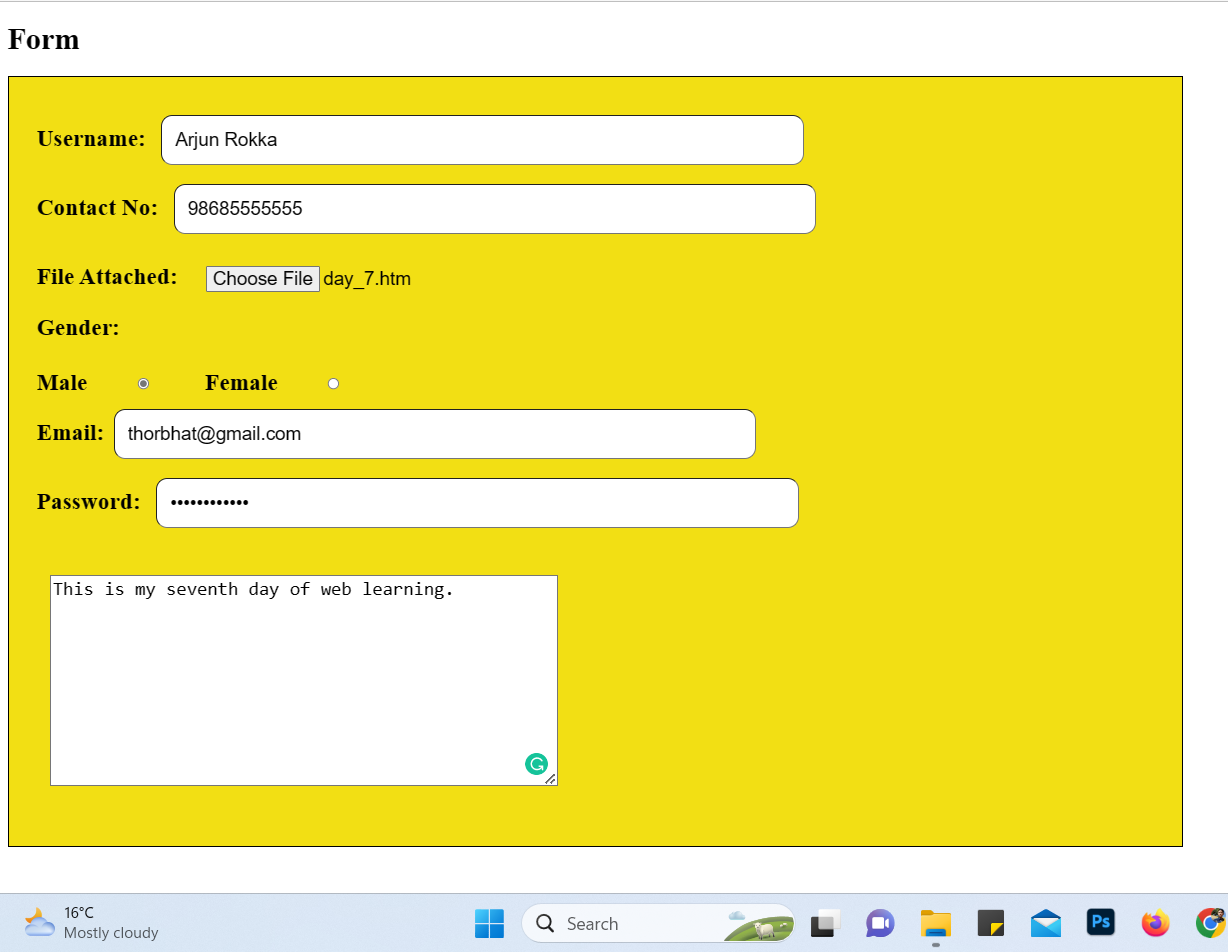 Form
Username: Arjun Rokka
Contact No: 98685555555
File Attached: Choose File day_7.htm
Gender:
Male Female
Email: thorbhat@gmail.com
Password: ••••••••••••
This is my seventh day of web learning.
16°C
Mostly cloudy
Search
Ps